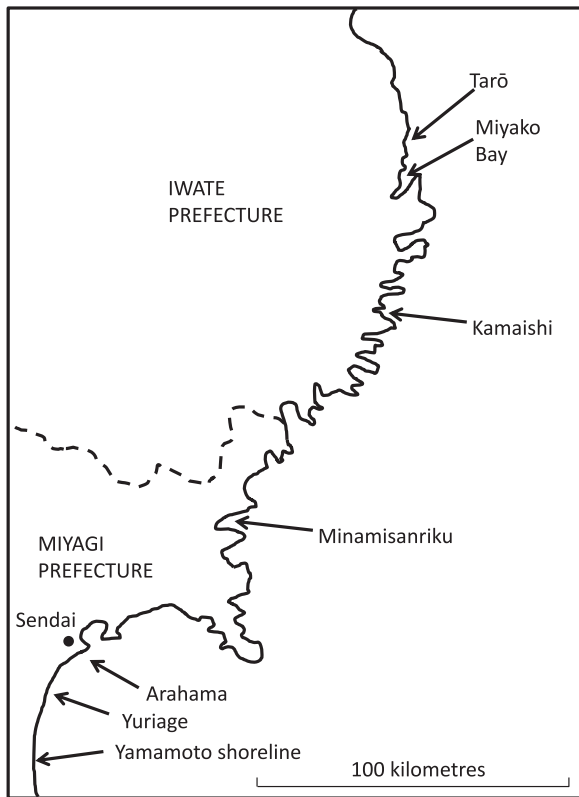 Tarō
Miyako
Bay
IWATE
PREFECTURE
Kamaishi
Minamisanriku
MIYAGI
PREFECTURE
Sendai
Arahama
Yuriage
Yamamoto shoreline
100 kilometres